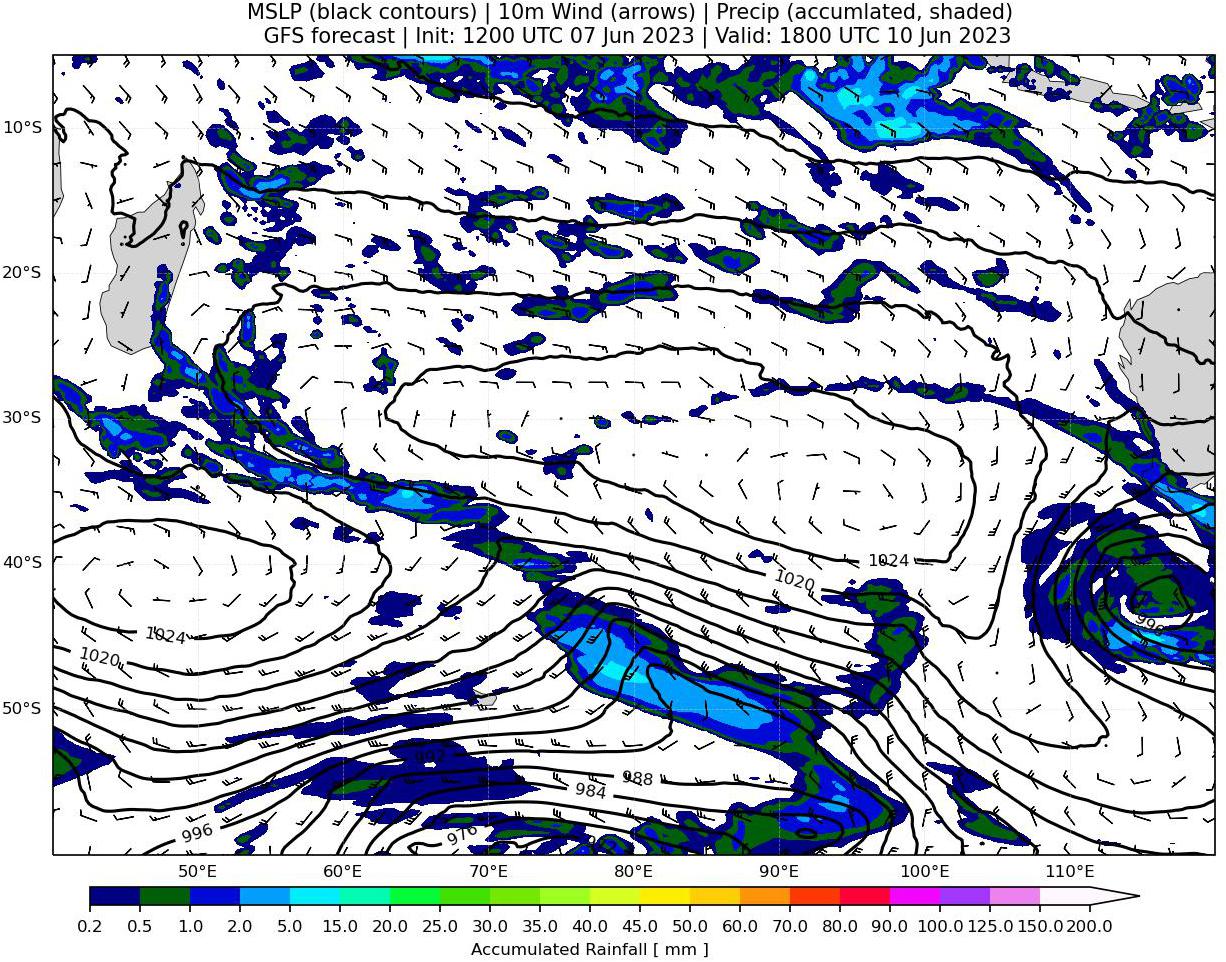 MSLP (black contours) | 10m Wind (arrows) | Precip (accumlated, shaded)
GFS forecast | Init: 1200 UTC 07 Jun 2023 | Valid: 1800 UTC 10 Jun 2023
10°S
20°S
30°S
40°S
50°S
1024
1020
1024
1020
992
988
984
996
976
50°E
60°E
70°E
80°E
90°E
100°E
110°E
0.2 0.5 1.0 2.0 5.0 10.0 15.0 20.0 25.0 30.0 35.0 40.0 45.0 50.0 60.0 70.0 80.0 90.0 100.0 125.0 150.0 200.0
Accumulated Rainfall [ mm ]